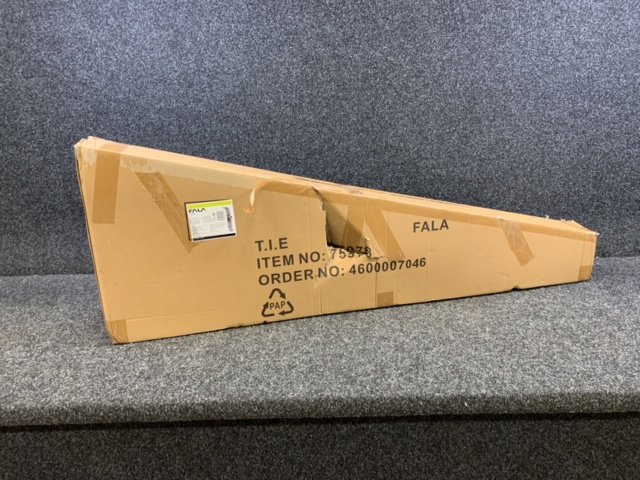 FALA
FALA
T.I.E
ITEM NO: 75978
ORDER NO: 4600007046
PAP